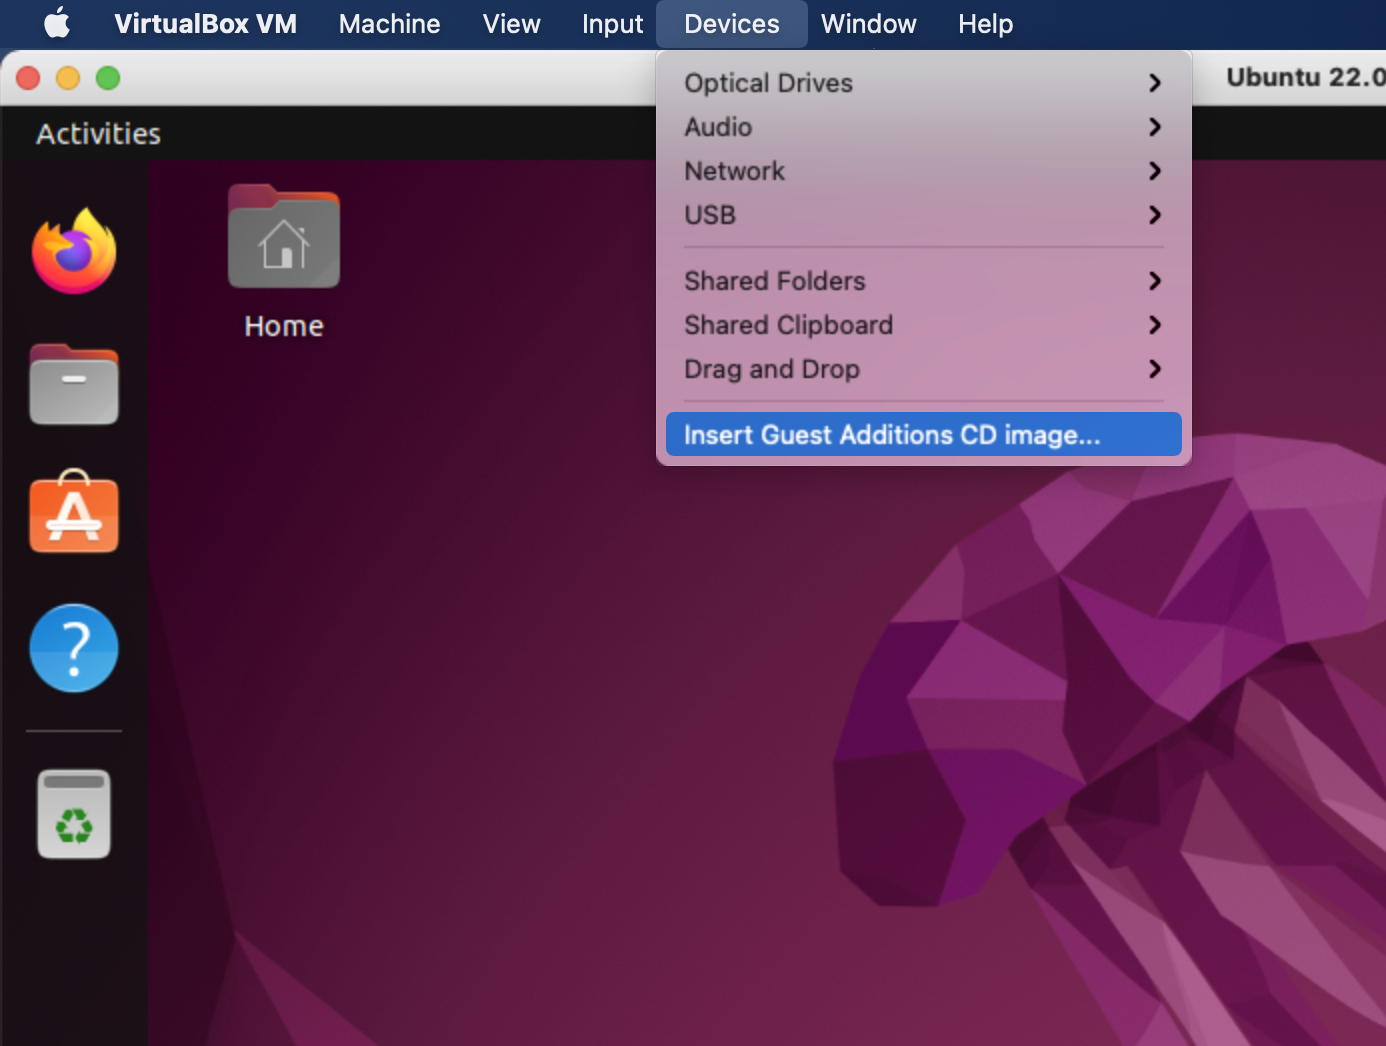 VirtualBox VM Machine View Input Devices Window Help
Ubuntu 22.0
Activities
Home
Optical Drives
Audio
Network
USB
Shared Folders
Shared Clipboard
Drag and Drop
Insert Guest Additions CD image...